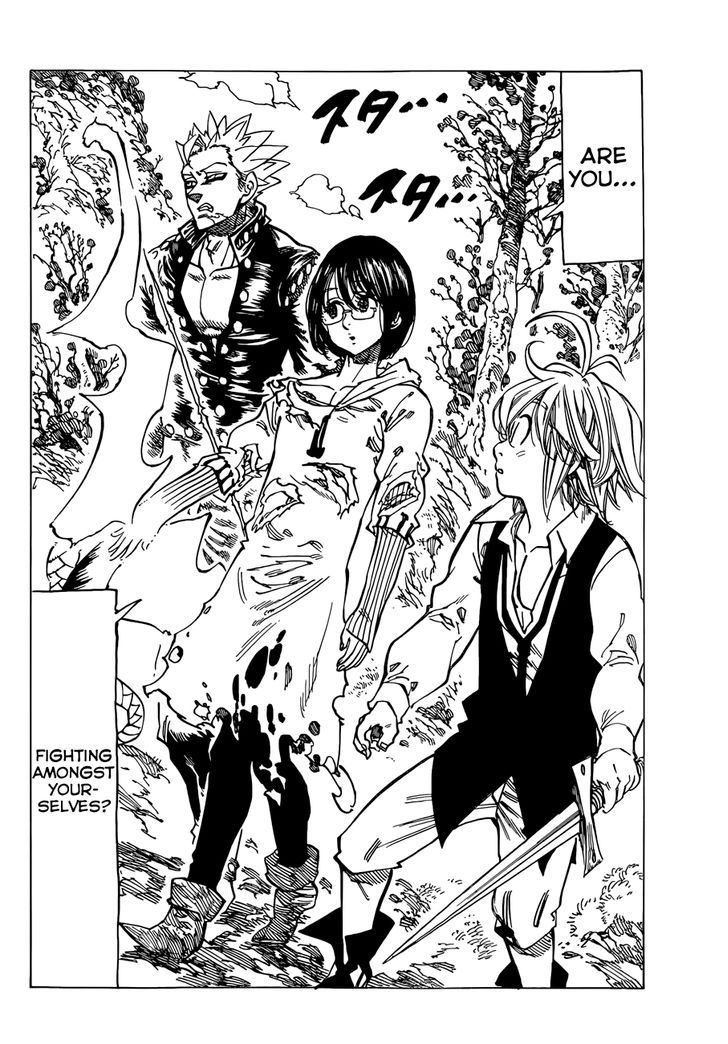 ARE
YOU...
スタ…
スタ…
FIGHTING
AMONGST
YOUR-
SELVES?